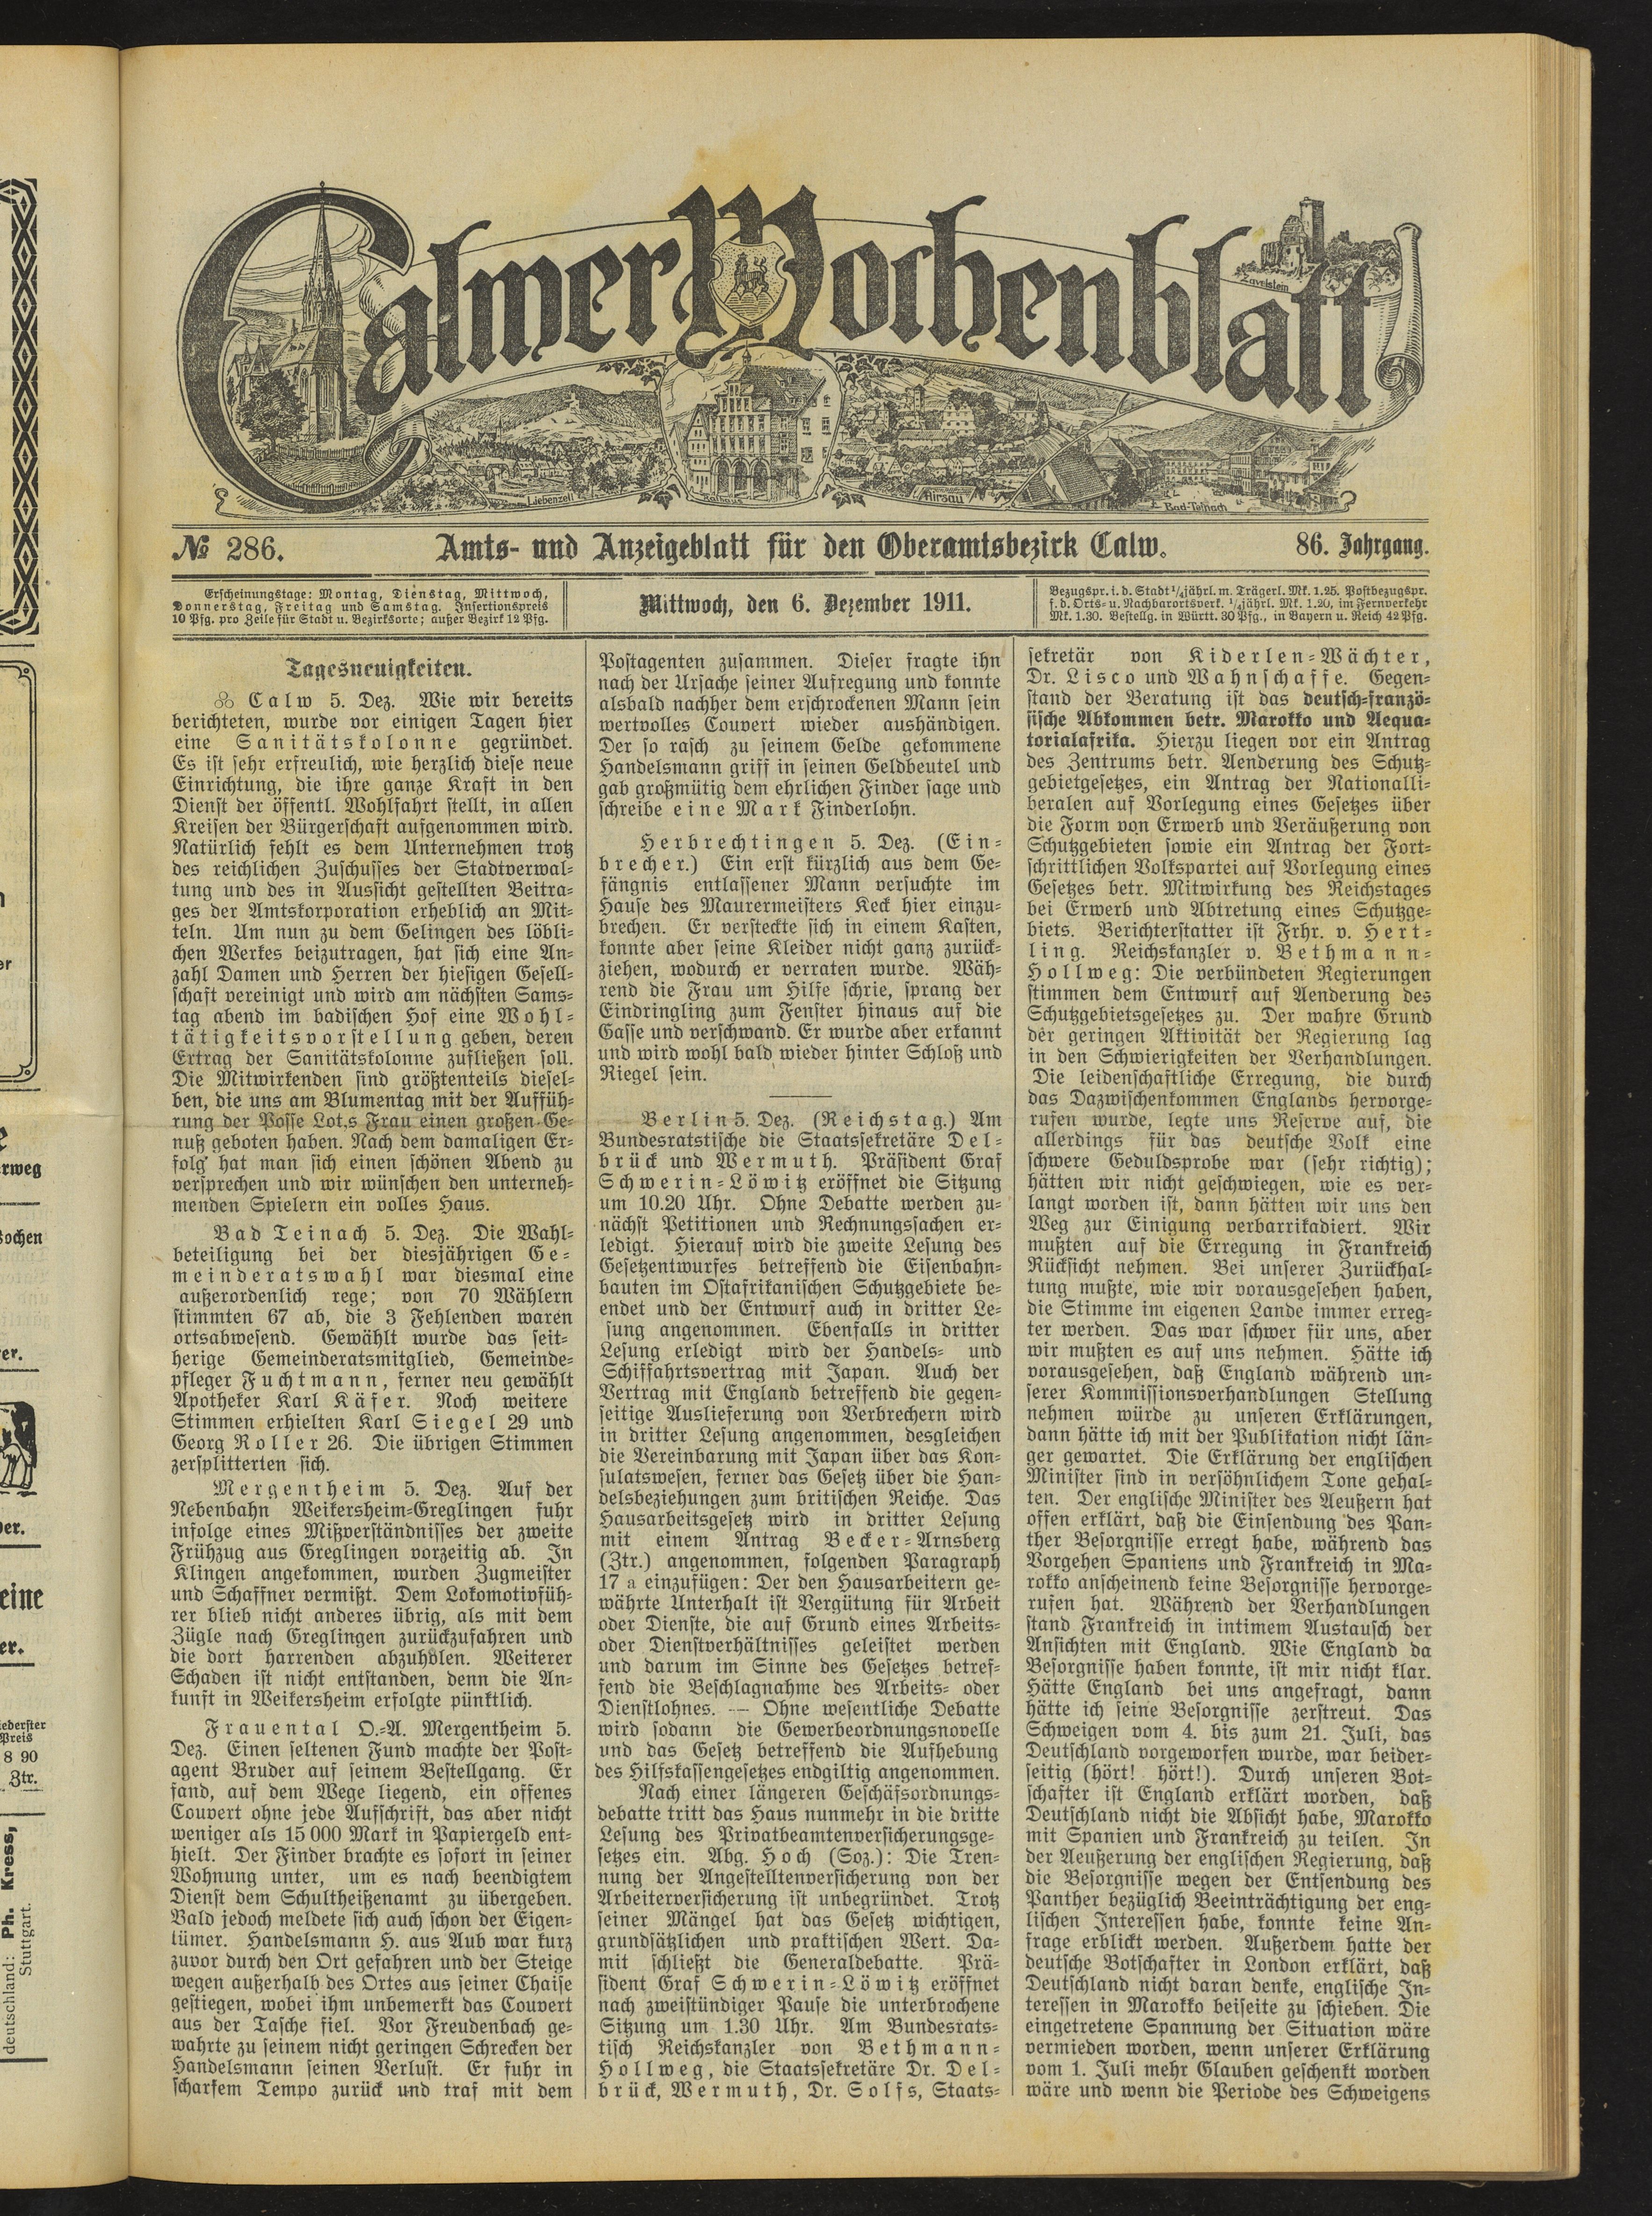 Calwer Wochenblatt
Zavelstein
Liebenzell
Rathaus
Hirsau
Bad-Teinach
№ 286.
Amts- und Anzeigeblatt für den Oberamtsbezirk Calw.
86. Jahrgang.
Erscheinungstage: Montag, Dienstag, Mittwoch,
Donnerstag, Freitag und Samstag. Insertionspreis
10 Pfg. pro Zeile für Stadt u. Bezirksorte; außer Bezirk 12 Pfg.
Mittwoch, den 6. Dezember 1911.
Bezugspr. i. d. Stadt ¼jährl. m. Trägerl. Mk. 1.25. Postbezugspr.
f. d. Orts- u. Nachbarortsverk. ¼jährl. Mk. 1.20, im Fernverkehr
Mk. 1.30. Bestellg. in Württ. 30 Pfg., in Bayern u. Reich 42 Pfg.
Tagesneuigkeiten.
Calw 5. Dez. Wie wir bereits
berichteten, wurde vor einigen Tagen hier
eine Sanitätskolonne gegründet.
Es ist sehr erfreulich, wie herzlich diese neue
Einrichtung, die ihre ganze Kraft in den
Dienst der öffentl. Wohlfahrt stellt, in allen
Kreisen der Bürgerschaft aufgenommen wird.
Natürlich fehlt es dem Unternehmen trotz
des reichlichen Zuschusses der Stadtverwal-
tung und des in Aussicht gestellten Beitra-
ges der Amtskorporation erheblich an Mit-
teln. Um nun zu dem Gelingen des löbli-
chen Werkes beizutragen, hat sich eine An-
zahl Damen und Herren der hiesigen Gesell-
schaft vereinigt und wird am nächsten Sams-
tag abend im badischen Hof eine Wohl-
tätigkeitsvorstellung geben, deren
Ertrag der Sanitätskolonne zufließen soll.
Die Mitwirkenden sind größtenteils diesel-
ben, die uns am Blumentag mit der Auffüh-
rung der Posse Lot,s Frau einen großen Ge-
nuß geboten haben. Nach dem damaligen Er-
folg hat man sich einen schönen Abend zu
versprechen und wir wünschen den unterneh-
menden Spielern ein volles Haus.
Bad Teinach 5. Dez. Die Wahl-
beteiligung bei der diesjährigen Ge-
meinderatswahl war diesmal eine
außerordentlich rege; von 70 Wählern
stimmten 67 ab, die 3 Fehlenden waren
ortsabwesend. Gewählt wurde das seit-
herige Gemeinderatsmitglied, Gemeinde-
pfleger Fuchtmann, ferner neu gewählt
Apotheker Karl Käfer. Noch weitere
Stimmen erhielten Karl Siegel 29 und
Georg Roller 26. Die übrigen Stimmen
zersplitterten sich.
Mergentheim 5. Dez. Auf der
Nebenbahn Weikersheim-Greglingen fuhr
infolge eines Mißverständnisses der zweite
Frühzug aus Greglingen vorzeitig ab. In
Klingen angekommen, wurden Zugmeister
und Schaffner vermißt. Dem Lokomotivfüh-
rer blieb nicht anderes übrig, als mit dem
Zügle nach Greglingen zurückzufahren und
die dort harrenden abzuholen. Weiterer
Schaden ist nicht entstanden, denn die An-
kunft in Weikersheim erfolgte pünktlich.
Frauental O.-A. Mergentheim 5.
Dez. Einen seltenen Fund machte der Post-
agent Bruder auf seinem Bestellgang. Er
fand, auf dem Wege liegend, ein offenes
Couvert ohne jede Aufschrift, das aber nicht
weniger als 15 000 Mark in Papiergeld ent-
hielt. Der Finder brachte es sofort in seiner
Wohnung unter, um es nach beendigtem
Dienst dem Schultheißenamt zu übergeben.
Bald jedoch meldete sich auch schon der Eigen-
tümer. Handelsmann H. aus Aub war kurz
zuvor durch den Ort gefahren und der Steige
wegen außerhalb des Ortes aus seiner Chaise
gestiegen, wobei ihm unbemerkt das Couvert
aus der Tasche fiel. Vor Freudenbach ge-
wahrte zu seinem nicht geringen Schrecken der
Handelsmann seinen Verlust. Er fuhr in
scharfem Tempo zurück und traf mit dem
Postagenten zusammen. Dieser fragte ihn
nach der Ursache seiner Aufregung und konnte
alsbald nachher dem erschrockenen Mann sein
wertvolles Couvert wieder aushändigen.
Der so rasch zu seinem Gelde gekommene
Handelsmann griff in seinen Geldbeutel und
gab großmütig dem ehrlichen Finder sage und
schreibe eine Mark Finderlohn.
Herbrechtingen 5. Dez. (Ein-
brecher.) Ein erst kürzlich aus dem Ge-
fängnis entlassener Mann versuchte im
Hause des Maurermeisters Keck hier einzu-
brechen. Er versteckte sich in einem Kasten,
konnte aber seine Kleider nicht ganz zurück-
ziehen, wodurch er verraten wurde. Wäh-
rend die Frau um Hilfe schrie, sprang der
Eindringling zum Fenster hinaus auf die
Gasse und verschwand. Er wurde aber erkannt
und wird wohl bald wieder hinter Schloß und
Riegel sein.
Berlin 5. Dez. (Reichstag.) Am
Bundesratstische die Staatssekretäre Del-
brück und Wermuth. Präsident Graf
Schwerin-Löwitz eröffnet die Sitzung
um 10.20 Uhr. Ohne Debatte werden zu-
nächst Petitionen und Rechnungssachen er-
ledigt. Hierauf wird die zweite Lesung des
Gesetzentwurfes betreffend die Eisenbahn-
bauten im Ostafrikanischen Schutzgebiete be-
endet und der Entwurf auch in dritter Le-
sung angenommen. Ebenfalls in dritter
Lesung erledigt wird der Handels- und
Schiffahrtsvertrag mit Japan. Auch der
Vertrag mit England betreffend die gegen-
seitige Auslieferung von Verbrechern wird
in dritter Lesung angenommen, desgleichen
die Vereinbarung mit Japan über das Kon-
sulatswesen, ferner das Gesetz über die Han-
delsbeziehungen zum britischen Reiche. Das
Hausarbeitsgesetz wird in dritter Lesung
mit einem Antrag Becker-Arnsberg
(Ztr.) angenommen, folgenden Paragraph
17 a einzufügen: Der den Hausarbeitern ge-
währte Unterhalt ist Vergütung für Arbeit
oder Dienste, die auf Grund eines Arbeits-
oder Dienstverhältnisses geleistet werden
und darum im Sinne des Gesetzes betref-
fend die Beschlagnahme des Arbeits- oder
Dienstlohnes. — Ohne wesentliche Debatte
wird sodann die Gewerbeordnungsnovelle
und das Gesetz betreffend die Aufhebung
des Hilfskassengesetzes endgiltig angenommen.
Nach einer längeren Geschäfsordnungs-
debatte tritt das Haus nunmehr in die dritte
Lesung des Privatbeamtenversicherungsge-
setzes ein. Abg. Hoch (Soz.): Die Tren-
nung der Angestelltenversicherung von der
Arbeiterversicherung ist unbegründet. Trotz
seiner Mängel hat das Gesetz wichtigen,
grundsätzlichen und praktischen Wert. Da-
mit schließt die Generaldebatte. Prä-
sident Graf Schwerin-Löwitz eröffnet
nach zweistündiger Pause die unterbrochene
Sitzung um 1.30 Uhr. Am Bundesrats-
tisch Reichskanzler von Bethmann-
Hollweg, die Staatssekretäre Dr. Del-
brück, Wermuth, Dr. Solfs, Staats-
sekretär von Kiderlen-Wächter,
Dr. Lisco und Wahnschaffe. Gegen-
stand der Beratung ist das deutsch-franzö-
sische Abkommen betr. Marokko und Aequa-
torialafrika. Hierzu liegen vor ein Antrag
des Zentrums betr. Aenderung des Schutz-
gebietgesetzes, ein Antrag der Nationalli-
beralen auf Vorlegung eines Gesetzes über
die Form von Erwerb und Veräußerung von
Schutzgebieten sowie ein Antrag der Fort-
schrittlichen Volkspartei auf Vorlegung eines
Gesetzes betr. Mitwirkung des Reichstages
bei Erwerb und Abtretung eines Schutzge-
biets. Berichterstatter ist Frhr. v. Hert-
ling. Reichskanzler v. Bethmann-
Hollweg: Die verbündeten Regierungen
stimmen dem Entwurf auf Aenderung des
Schutzgebietsgesetzes zu. Der wahre Grund
der geringen Aktivität der Regierung lag
in den Schwierigkeiten der Verhandlungen.
Die leidenschaftliche Erregung, die durch
das Dazwischenkommen Englands hervorge-
rufen wurde, legte uns Reserve auf, die
allerdings für das deutsche Volk eine
schwere Geduldsprobe war (sehr richtig);
hätten wir nicht geschwiegen, wie es ver-
langt worden ist, dann hätten wir uns den
Weg zur Einigung verbarrikadiert. Wir
mußten auf die Erregung in Frankreich
Rücksicht nehmen. Bei unserer Zurückhal-
tung mußte, wie wir vorausgesehen haben,
die Stimme im eigenen Lande immer erreg-
ter werden. Das war schwer für uns, aber
wir mußten es auf uns nehmen. Hätte ich
vorausgesehen, daß England während un-
serer Kommissionsverhandlungen Stellung
nehmen würde zu unseren Erklärungen,
dann hätte ich mit der Publikation nicht län-
ger gewartet. Die Erklärung der englischen
Minister sind in versöhnlichem Tone gehal-
ten. Der englische Minister des Aeußern hat
offen erklärt, daß die Einsendung des Pan-
ther Besorgnisse erregt habe, während das
Vorgehen Spaniens und Frankreich in Ma-
rokko anscheinend keine Besorgnisse hervorge-
rufen hat. Während der Verhandlungen
stand Frankreich in intimem Austausch der
Ansichten mit England. Wie England da
Besorgnisse haben konnte, ist mir nicht klar.
Hätte England bei uns angefragt, dann
hätte ich seine Besorgnisse zerstreut. Das
Schweigen vom 4. bis zum 21. Juli, das
Deutschland vorgeworfen wurde, war beider-
seitig (hört! hört!). Durch unseren Bot-
schafter ist England erklärt worden, daß
Deutschland nicht die Absicht habe, Marokko
mit Spanien und Frankreich zu teilen. In
der Aeußerung der englischen Regierung, daß
die Besorgnisse wegen der Entsendung des
Panther bezüglich Beeinträchtigung der eng-
lischen Interessen habe, konnte keine An-
frage erblickt werden. Außerdem hatte der
deutsche Botschafter in London erklärt, daß
Deutschland nicht daran denke, englische In-
teressen in Marokko beiseite zu schieben. Die
eingetretene Spannung der Situation wäre
vermieden worden, wenn unserer Erklärung
vom 1. Juli mehr Glauben geschenkt worden
wäre und wenn die Periode des Schweigens
er
rweg
ochen
er.
eine
er.
Preis
8 90
Ztr.
deutschland: Ph. Kress,
Stuttgart.